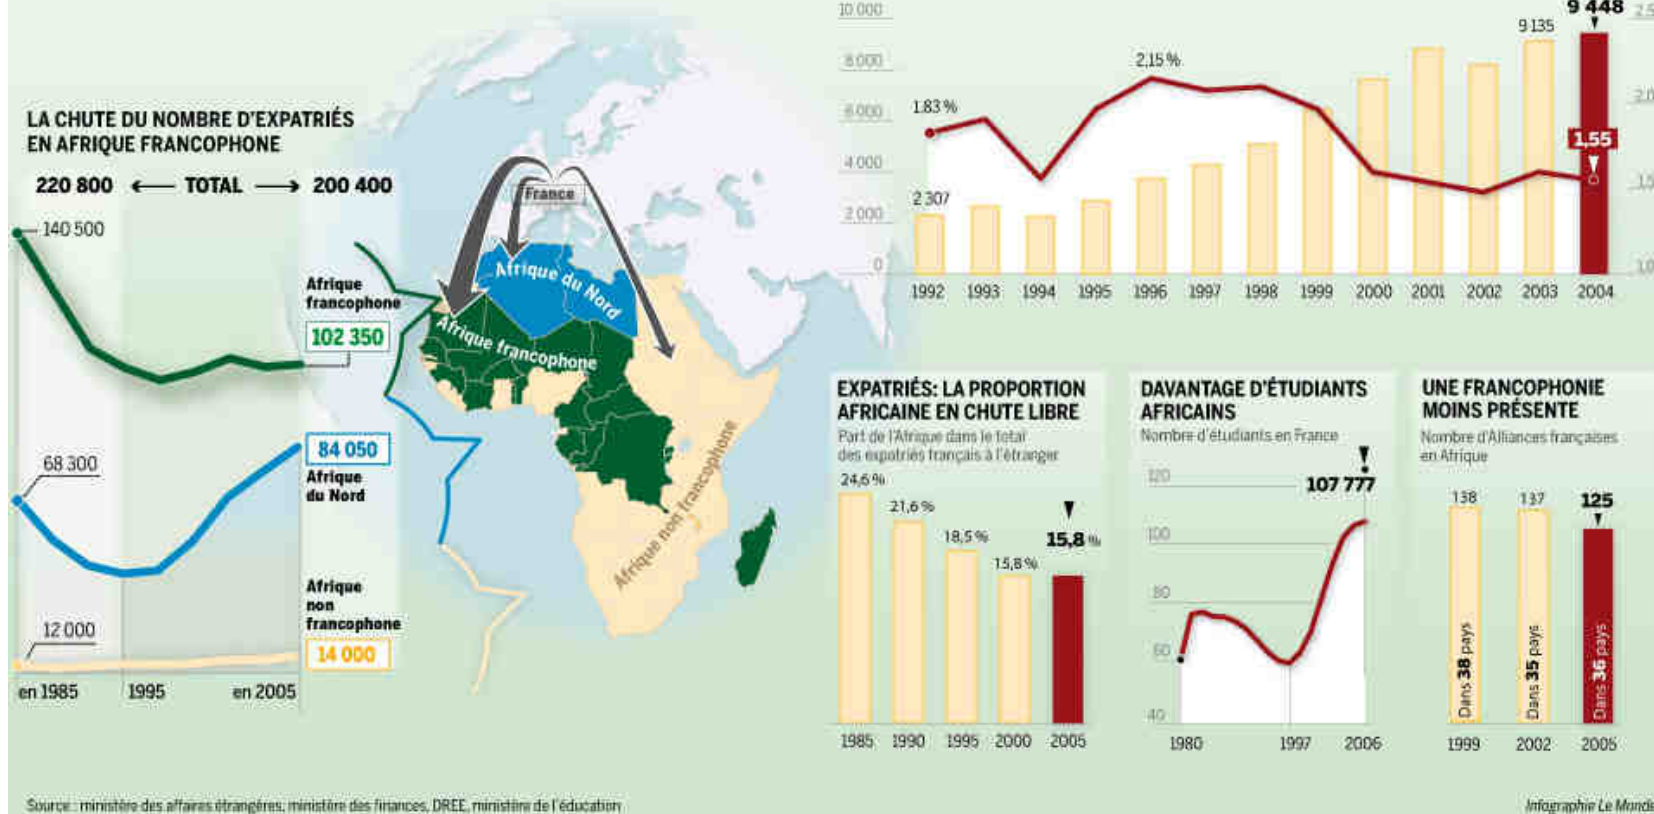 LA CHUTE DU NOMBRE D'EXPATRIÉS
EN AFRIQUE FRANCOPHONE
220 800 ← TOTAL → 200 400
140 500
Afrique
francophone
102 350
68 300
84 050
Afrique
du Nord
12 000
Afrique
non
francophone
14 000
en 1985 1995 en 2005
France
Afrique du Nord
Afrique francophone
Afrique non francophone
10 000
8 000
6 000
4 000
2 000
0
1,83 %
2,15 %
2 307
9 135
9 448
1,55
2,5
2,0
1,5
1,0
1992 1993 1994 1995 1996 1997 1998 1999 2000 2001 2002 2003 2004
EXPATRIÉS: LA PROPORTION
AFRICAINE EN CHUTE LIBRE
Part de l'Afrique dans le total
des expatriés français à l'étranger
24,6 %
21,6 %
18,5 %
15,8 %
15,8 %
1985 1990 1995 2000 2005
DAVANTAGE D'ÉTUDIANTS
AFRICAINS
Nombre d'étudiants en France
107 777
120
100
80
60
40
1980 1997 2006
UNE FRANCOPHONIE
MOINS PRÉSENTE
Nombre d'Alliances françaises
en Afrique
138 137 125
Dans 38 pays
Dans 35 pays
Dans 36 pays
1999 2002 2005
Source : ministère des affaires étrangères, ministère des finances, DREE, ministère de l'éducation
Infographie Le Monde